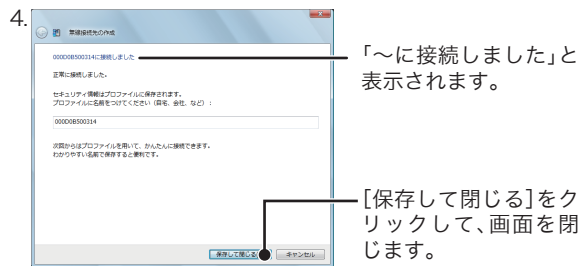 4.
無線接続先の作成
000D0B500314に接続しました
正常に接続しました。
セキュリティ情報はプロファイルに保存されます。
プロファイルに名前をつけてください（自宅、会社、など）：
000D0B500314
次回からはプロファイルを用いて、かんたんに接続できます。
わかりやすい名前で保存すると便利です。
保存して閉じる
キャンセル
「～に接続しました」と
表示されます。
[保存して閉じる]をク
リックして、画面を閉
じます。